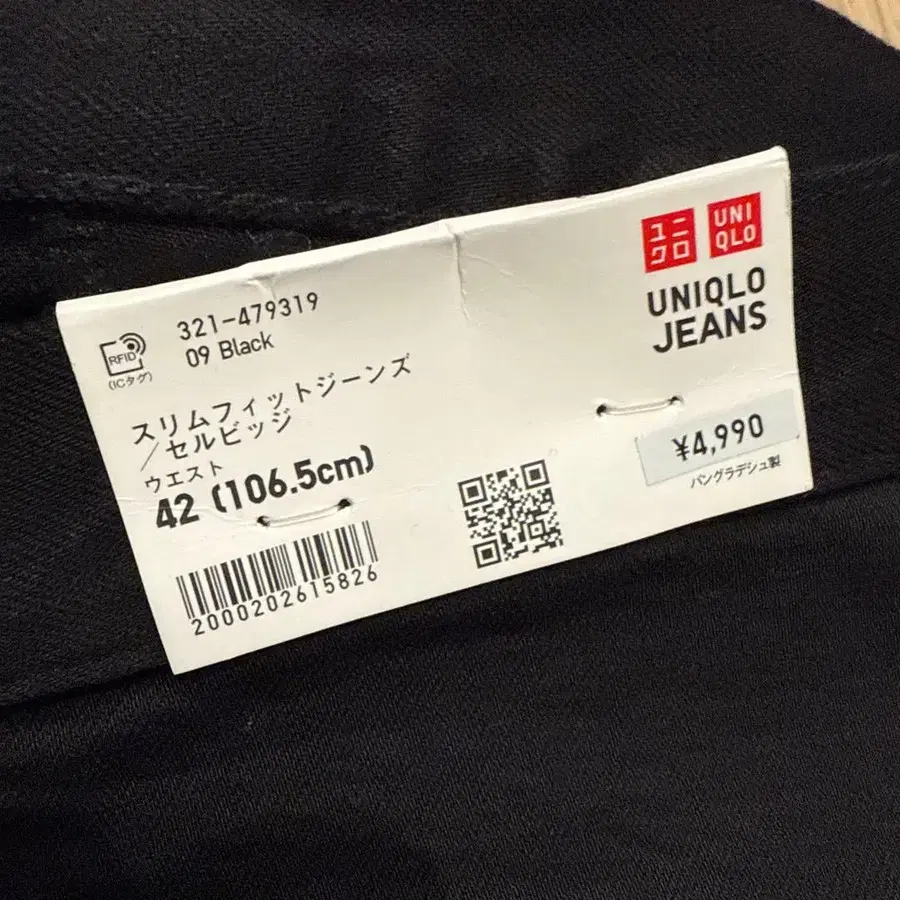 RFID
(ICタグ)
321-479319
09 Black
スリムフィットジーンズ
/セルビッジ
ウエスト
42 (106.5cm)
2000202615826
ユニ
クロ
UNI
QLO
UNIQLO
JEANS
¥4,990
バングラデシュ製